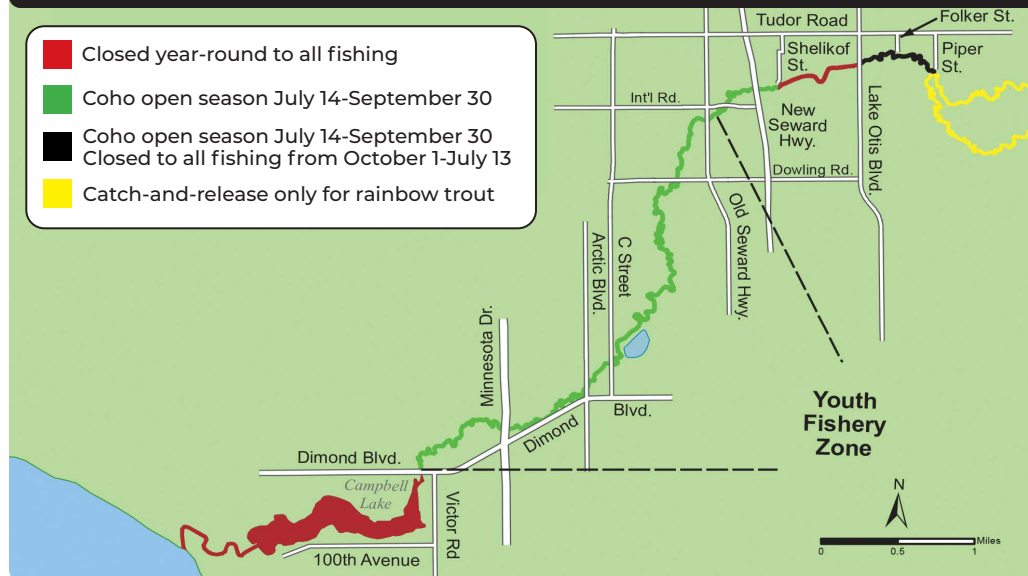 Closed year-round to all fishing
Coho open season July 14-September 30
Coho open season July 14-September 30
Closed to all fishing from October 1-July 13
Catch-and-release only for rainbow trout
Tudor Road
Folker St.
Shelikof
St.
Piper
St.
Int'l Rd.
New
Seward
Hwy.
Lake Otis Blvd.
Dowling Rd.
Old Seward Hwy.
Arctic Blvd.
C Street
Minnesota Dr.
Blvd.
Dimond
Youth
Fishery
Zone
Dimond Blvd.
Campbell
Lake
Victor Rd
100th Avenue
N
Miles
0
0.5
1